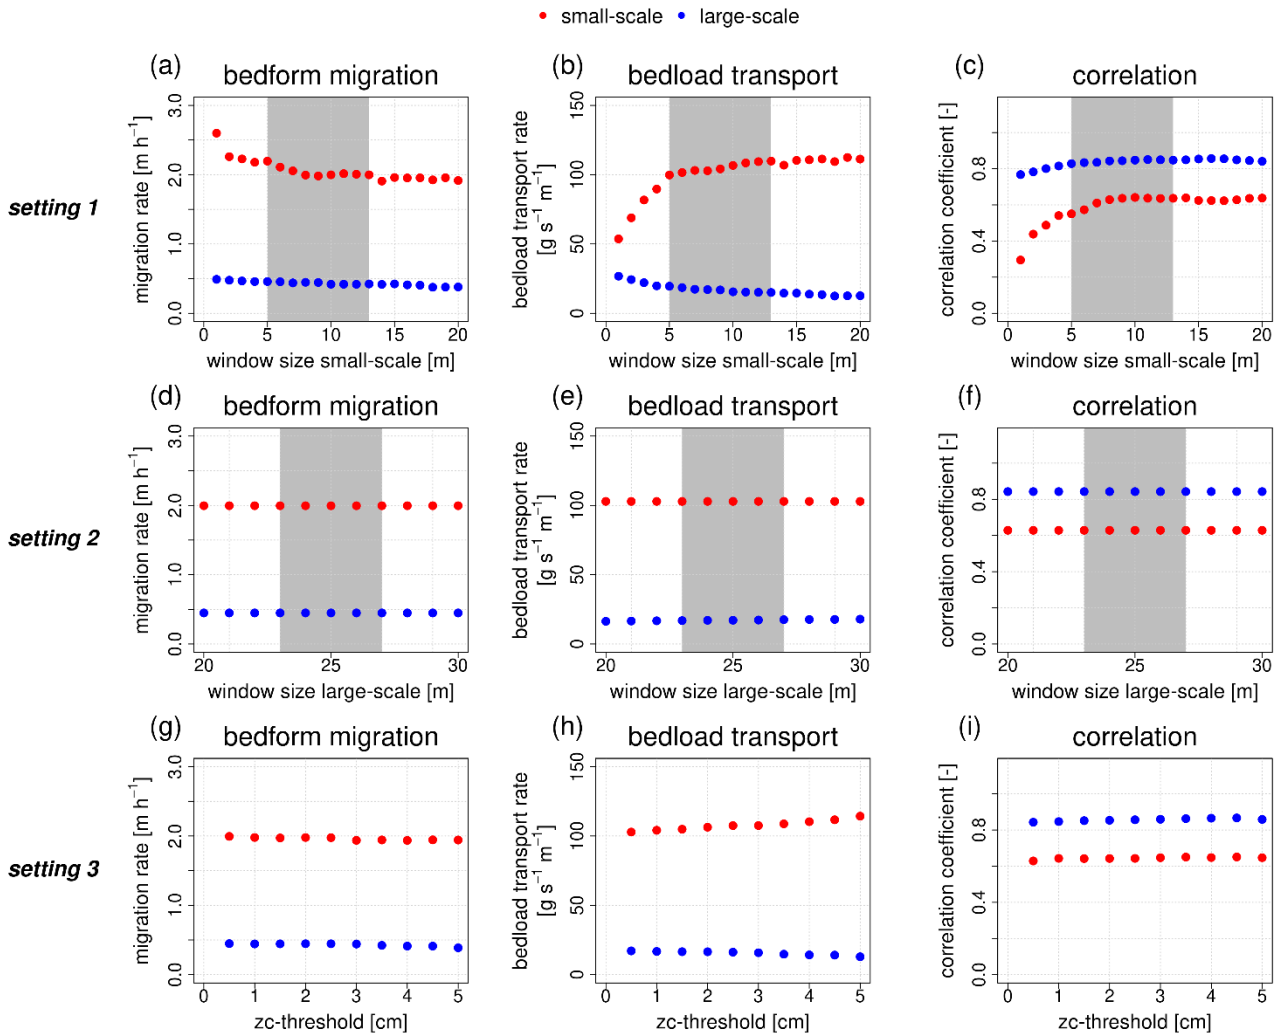 small-scale large-scale
(a) bedform migration
(b) bedload transport
(c) correlation
setting 1
migration rate [m h⁻¹]
0.0 1.0 2.0 3.0
0 5 10 15 20
window size small-scale [m]
bedload transport rate
[g s⁻¹ m⁻¹]
0 50 100 150
0 5 10 15 20
window size small-scale [m]
correlation coefficient [-]
0.0 0.4 0.8
0 5 10 15 20
window size small-scale [m]
(d) bedform migration
(e) bedload transport
(f) correlation
setting 2
migration rate [m h⁻¹]
0.0 1.0 2.0 3.0
20 25 30
window size large-scale [m]
bedload transport rate
[g s⁻¹ m⁻¹]
0 50 100 150
20 25 30
window size large-scale [m]
correlation coefficient [-]
0.0 0.4 0.8
20 25 30
window size large-scale [m]
(g) bedform migration
(h) bedload transport
(i) correlation
setting 3
migration rate [m h⁻¹]
0.0 1.0 2.0 3.0
0 1 2 3 4 5
zc-threshold [cm]
bedload transport rate
[g s⁻¹ m⁻¹]
0 50 100 150
0 1 2 3 4 5
zc-threshold [cm]
correlation coefficient [-]
0.0 0.4 0.8
0 1 2 3 4 5
zc-threshold [cm]